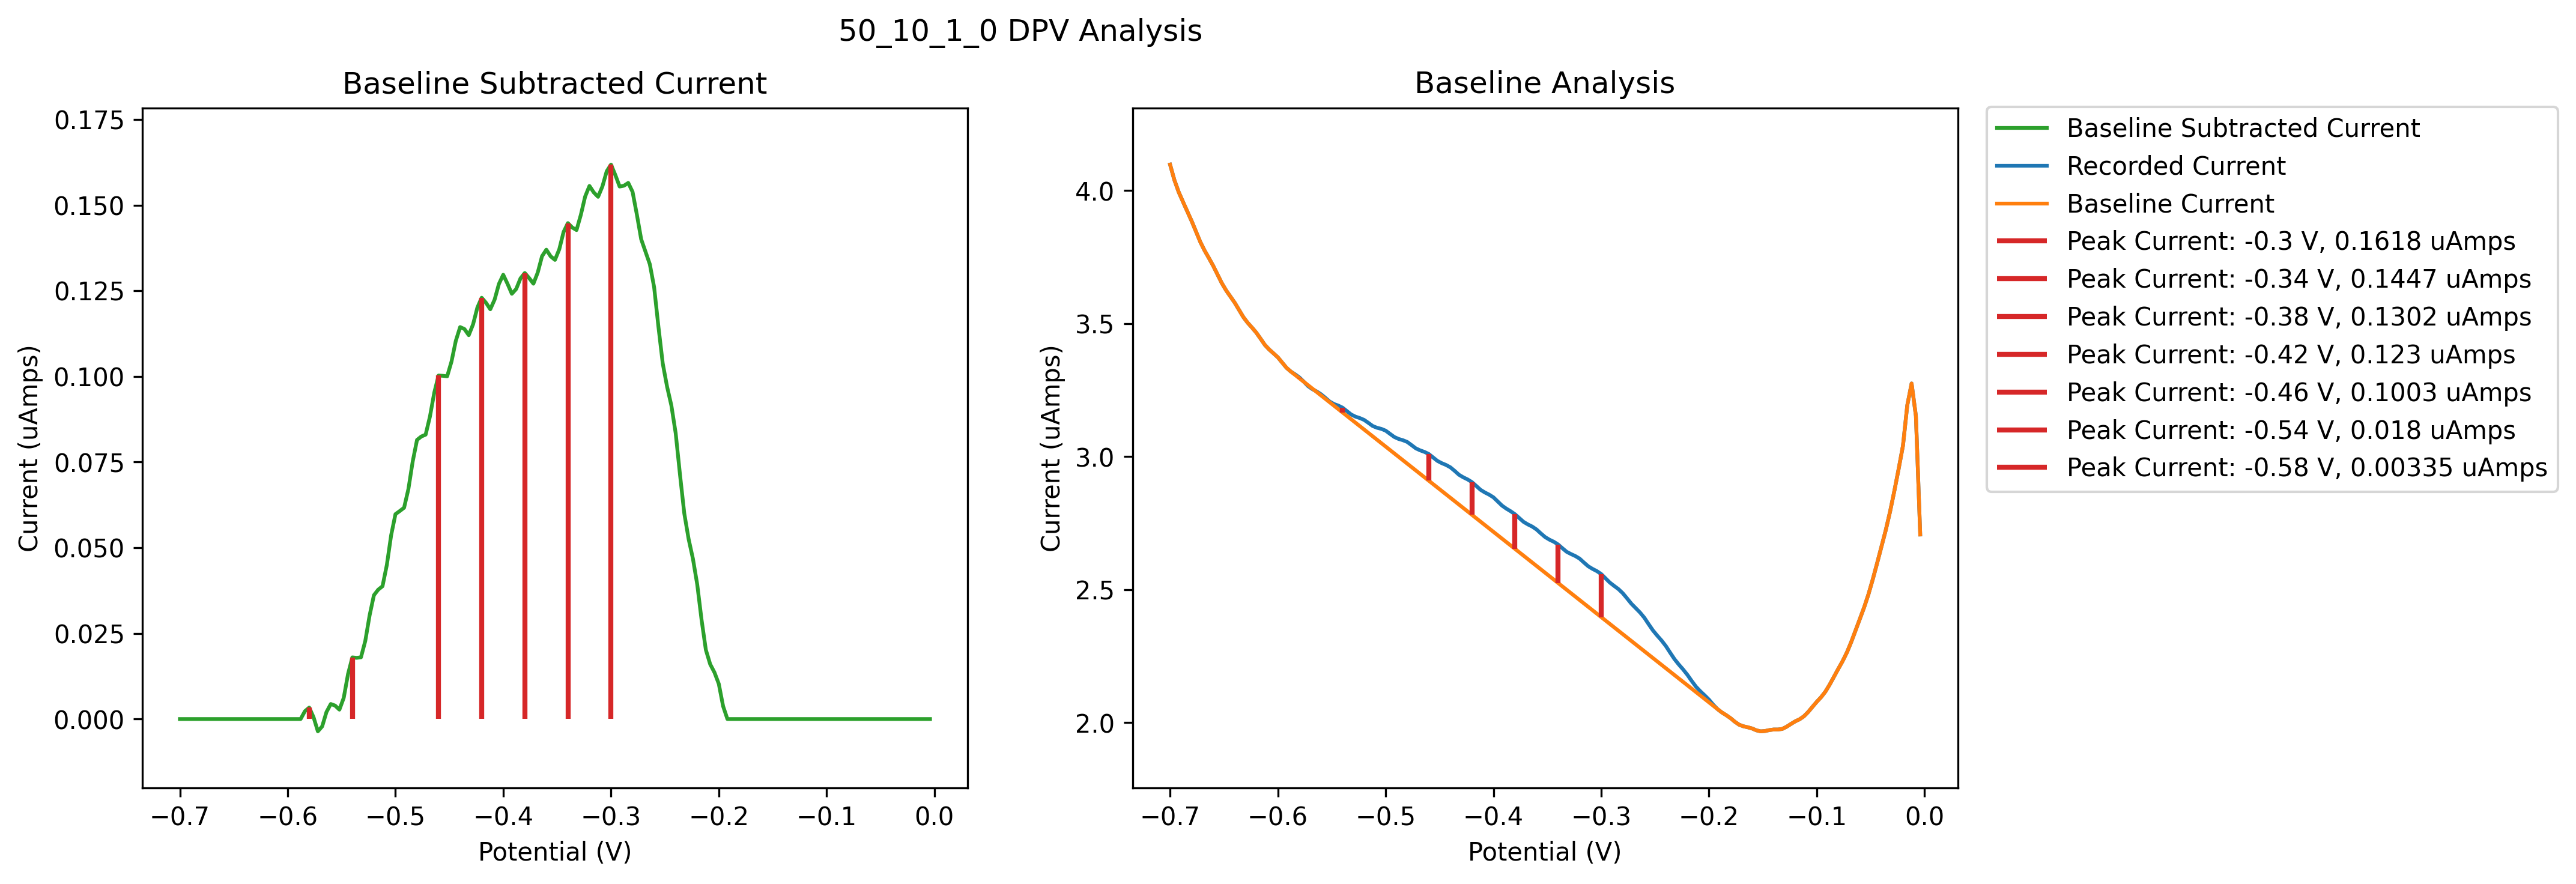 50_10_1_0 DPV Analysis
Baseline Subtracted Current
0.175
0.150
0.125
0.100
0.075
0.050
0.025
0.000
Current (uAmps)
−0.7 −0.6 −0.5 −0.4 −0.3 −0.2 −0.1 0.0
Potential (V)
Baseline Analysis
4.0
3.5
3.0
2.5
2.0
Current (uAmps)
−0.7 −0.6 −0.5 −0.4 −0.3 −0.2 −0.1 0.0
Potential (V)
Baseline Subtracted Current
Recorded Current
Baseline Current
Peak Current: -0.3 V, 0.1618 uAmps
Peak Current: -0.34 V, 0.1447 uAmps
Peak Current: -0.38 V, 0.1302 uAmps
Peak Current: -0.42 V, 0.123 uAmps
Peak Current: -0.46 V, 0.1003 uAmps
Peak Current: -0.54 V, 0.018 uAmps
Peak Current: -0.58 V, 0.00335 uAmps